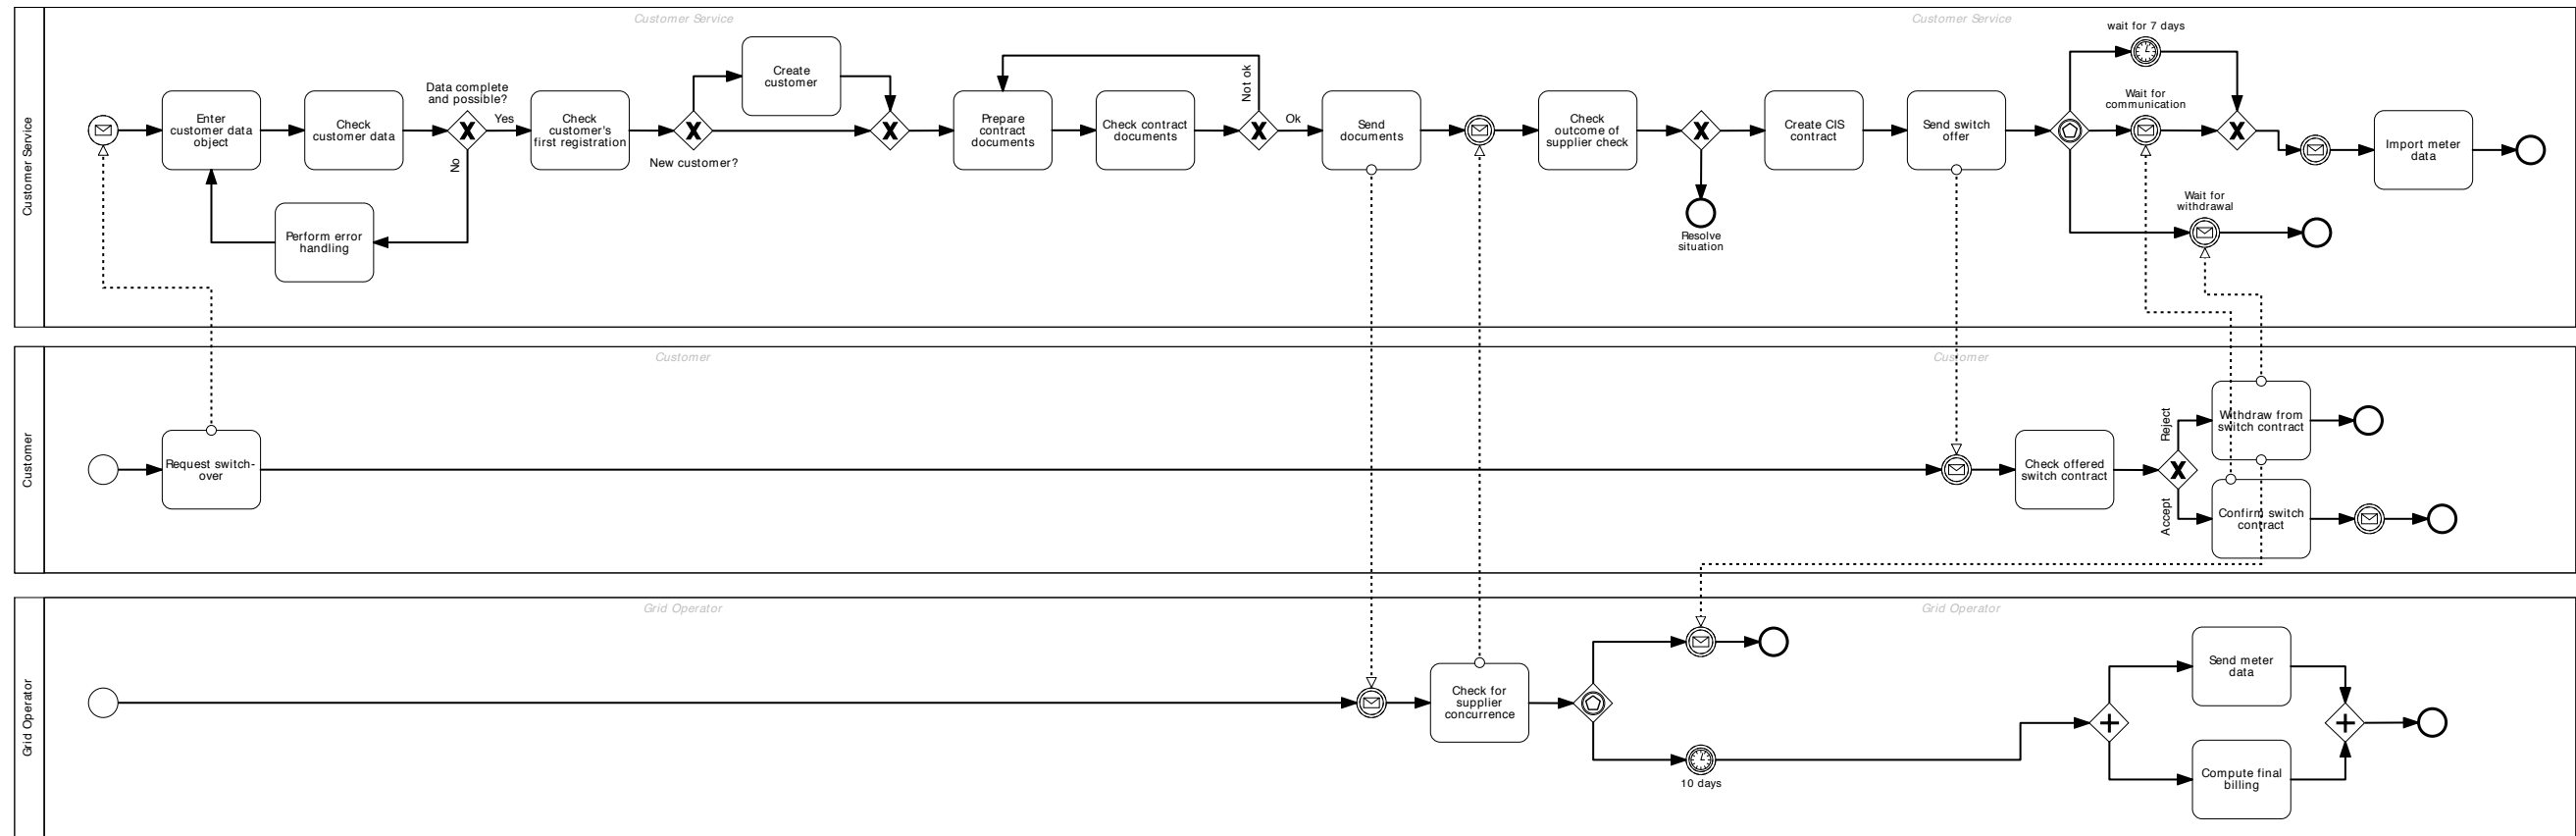 Customer Service
Customer Service
Customer Service
wait for 7 days
Create
customer
Data complete
and possible?
Not ok
Wait for
communication
Enter
customer data
object
Check
customer data
Yes
Check
customer's
first registration
Prepare
contract
documents
Check contract
documents
Ok
Send
documents
Check
outcome of
supplier check
Create CIS
contract
Send switch
offer
Import meter
data
No
New customer?
Wait for
withdrawal
Perform error
handling
Resolve
situation
Customer
Customer
Customer
Request switch-
over
Check offered
switch contract
Reject
Withdraw from
switch contract
Accept
Confirm switch
contract
Grid Operator
Grid Operator
Grid Operator
Check for
supplier
concurrence
10 days
Send meter
data
Compute final
billing